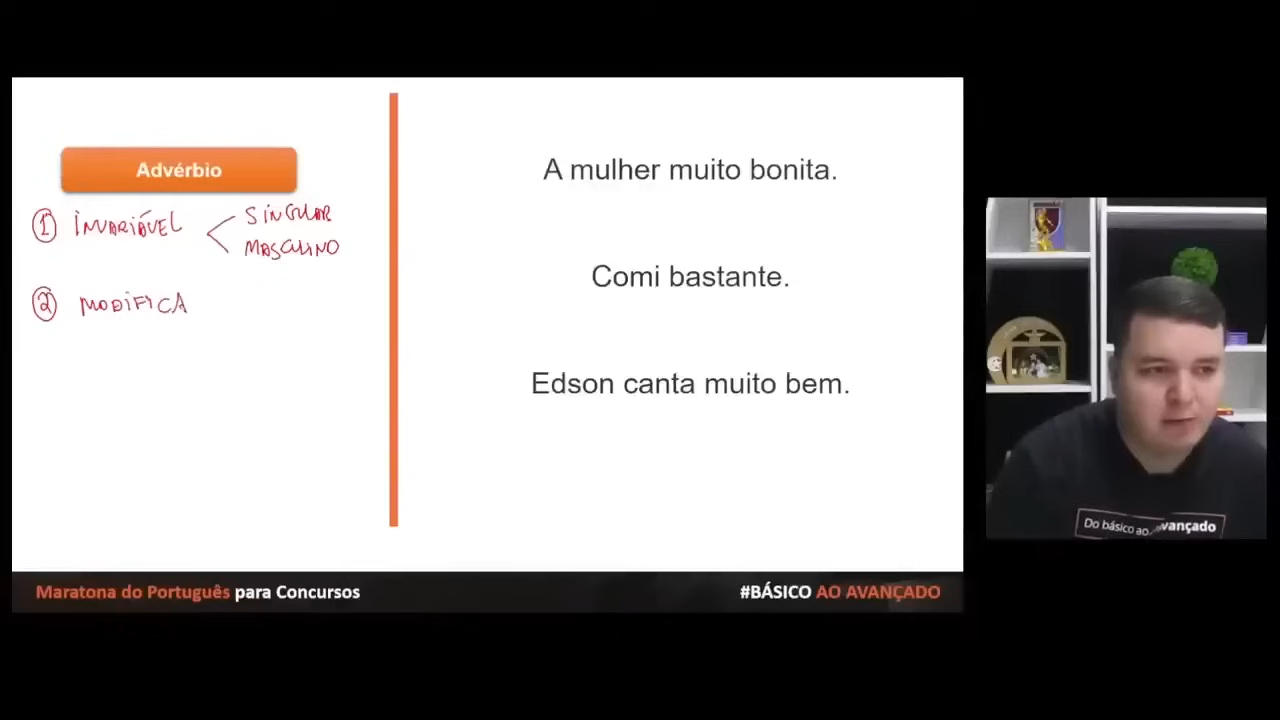 Advérbio
① INVARIÁVEL < SINGULAR
MASCULINO
② MODIFICA
A mulher muito bonita.
Comi bastante.
Edson canta muito bem.
Do básico ao avançado
Maratona do Português para Concursos
#BÁSICO AO AVANÇADO